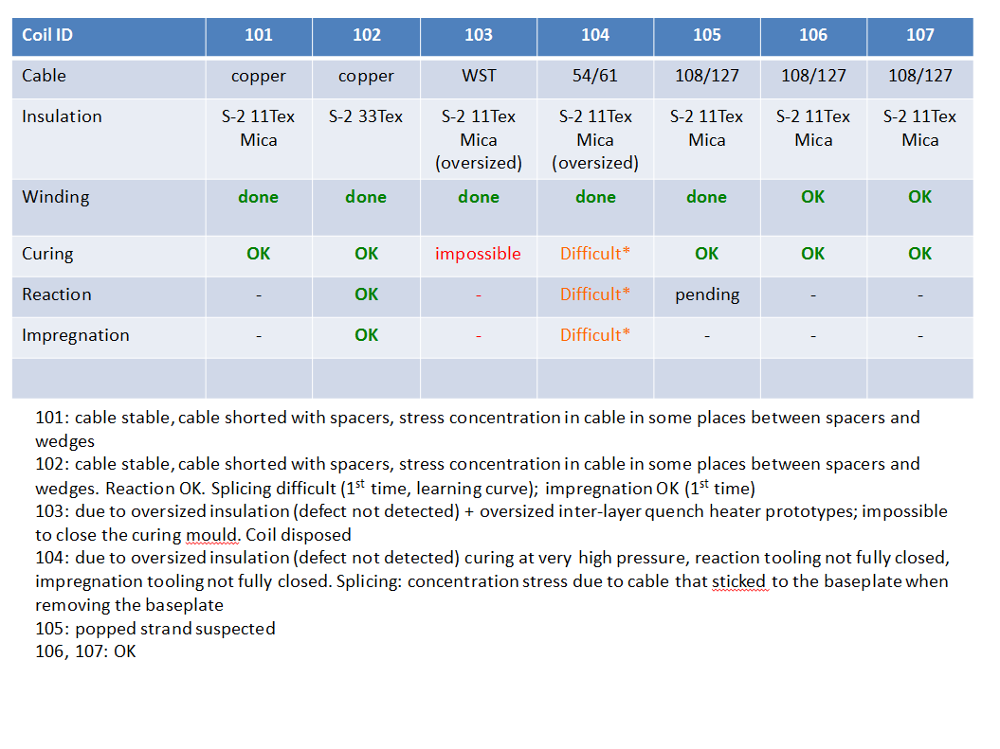 Coil ID 101 102 103 104 105 106 107
Cable copper copper WST 54/61 108/127 108/127 108/127
Insulation S-2 11Tex S-2 33Tex S-2 11Tex S-2 11Tex S-2 11Tex S-2 11Tex S-2 11Tex
Mica Mica Mica Mica Mica Mica
(oversized) (oversized)
Winding done done done done done OK OK
Curing OK OK impossible Difficult* OK OK OK
Reaction - OK - Difficult* pending - -
Impregnation - OK - Difficult* - - -
101: cable stable, cable shorted with spacers, stress concentration in cable in some places between spacers and
wedges
102: cable stable, cable shorted with spacers, stress concentration in cable in some places between spacers and
wedges. Reaction OK. Splicing difficult (1st time, learning curve); impregnation OK (1st time)
103: due to oversized insulation (defect not detected) + oversized inter-layer quench heater prototypes; impossible
to close the curing mould. Coil disposed
104: due to oversized insulation (defect not detected) curing at very high pressure, reaction tooling not fully closed,
impregnation tooling not fully closed. Splicing: concentration stress due to cable that sticked to the baseplate when
removing the baseplate
105: popped strand suspected
106, 107: OK